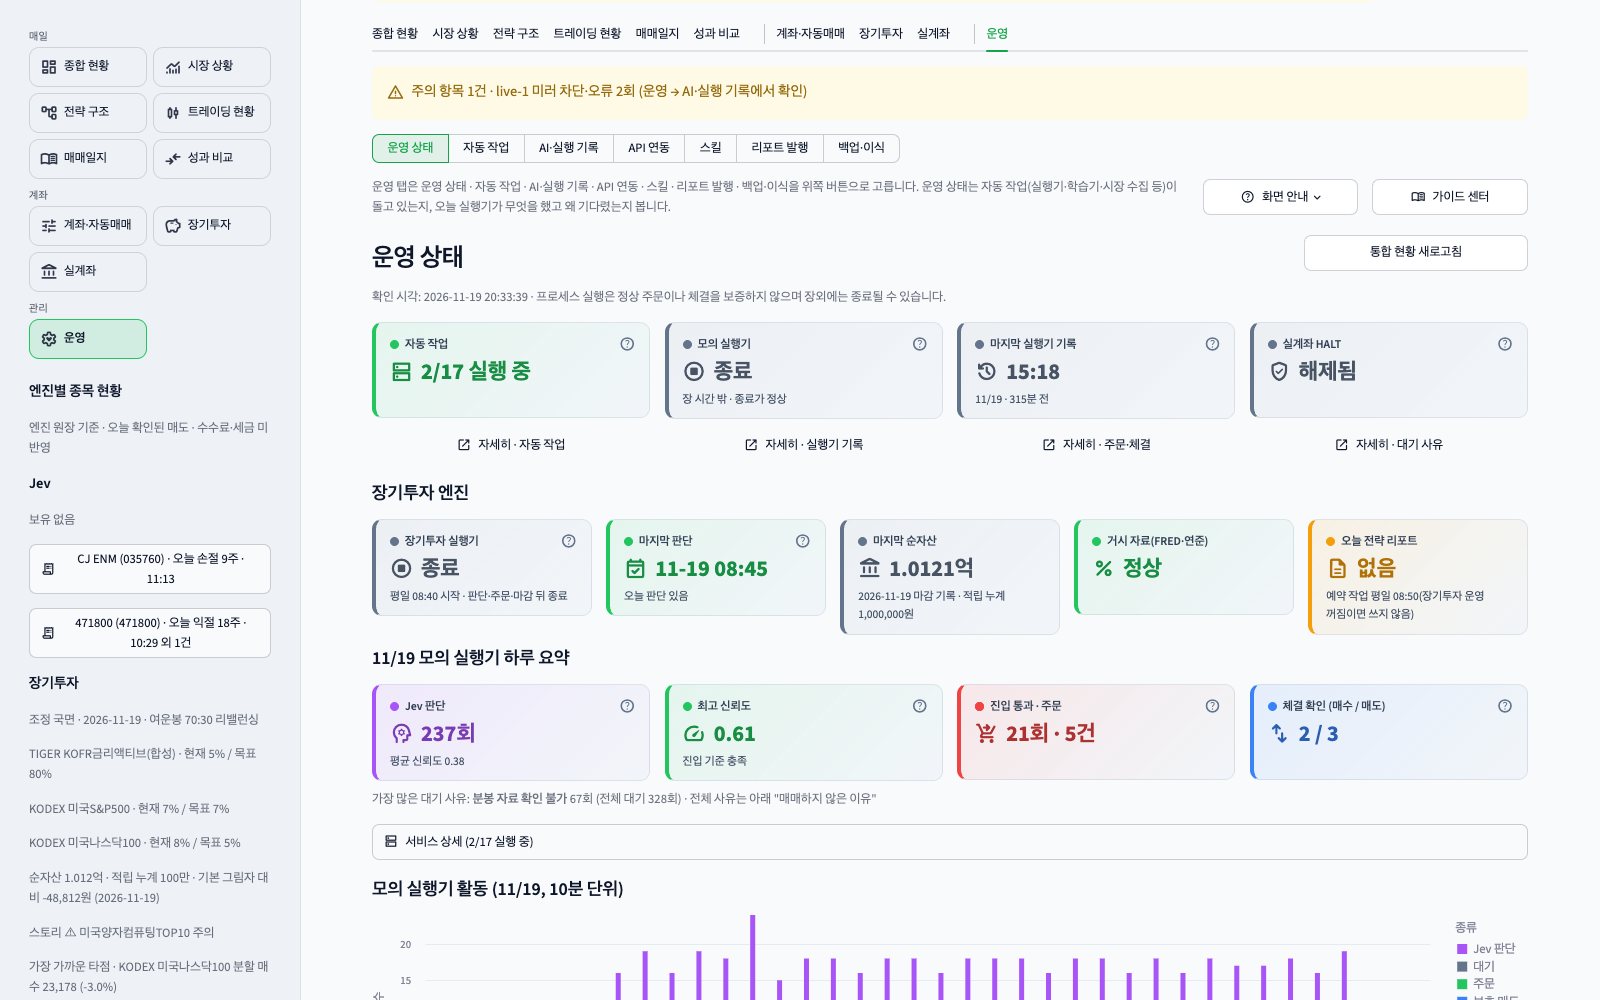 매일
종합 현황
시장 상황
전략 구조
트레이딩 현황
매매일지
성과 비교
계좌
계좌·자동매매
장기투자
실계좌
관리
운영
엔진별 종목 현황
엔진 원장 기준 · 오늘 확인된 매도 · 수수료·세금 미
반영
Jev
보유 없음
CJ ENM (035760) · 오늘 손절 9주 ·
11:13
471800 (471800) · 오늘 익절 18주 ·
10:29 외 1건
장기투자
조정 국면 · 2026-11-19 · 여운봉 70:30 리밸런싱
TIGER KOFR금리액티브(합성) · 현재 5% / 목표
80%
KODEX 미국S&P500 · 현재 7% / 목표 7%
KODEX 미국나스닥100 · 현재 8% / 목표 5%
순자산 1.012억 · 적립 누계 100만 · 기본 그림자 대
비 -48,812원 (2026-11-19)
스토리 ⚠ 미국양자컴퓨팅TOP10 주의
가장 가까운 타점 · KODEX 미국나스닥100 분할 매
수 23,178 (-3.0%)
종합 현황 시장 상황 전략 구조 트레이딩 현황 매매일지 성과 비교 계좌·자동매매 장기투자 실계좌 운영
주의 항목 1건 · live-1 미러 차단·오류 2회 (운영 → AI·실행 기록에서 확인)
운영 상태 자동 작업 AI·실행 기록 API 연동 스킬 리포트 발행 백업·이식
운영 탭은 운영 상태 · 자동 작업 · AI·실행 기록 · API 연동 · 스킬 · 리포트 발행 · 백업·이식을 위쪽 버튼으로 고릅니다. 운영 상태는 자동 작업(실행기·학습기·시장 수집 등)이
돌고 있는지, 오늘 실행기가 무엇을 했고 왜 기다렸는지 봅니다.
화면 안내
가이드 센터
운영 상태
통합 현황 새로고침
확인 시각: 2026-11-19 20:33:39 · 프로세스 실행은 정상 주문이나 체결을 보증하지 않으며 장외에는 종료될 수 있습니다.
자동 작업
2/17 실행 중
모의 실행기
종료
장 시간 밖 · 종료가 정상
마지막 실행기 기록
15:18
11/19 · 315분 전
실계좌 HALT
해제됨
자세히 · 자동 작업
자세히 · 실행기 기록
자세히 · 주문·체결
자세히 · 대기 사유
장기투자 엔진
장기투자 실행기
종료
평일 08:40 시작 · 판단·주문·마감 뒤 종료
마지막 판단
11-19 08:45
오늘 판단 있음
마지막 순자산
1.0121억
2026-11-19 마감 기록 · 적립 누계
1,000,000원
거시 자료(FRED·연준)
정상
오늘 전략 리포트
없음
예약 작업 평일 08:50(장기투자 운영
꺼짐이면 쓰지 않음)
11/19 모의 실행기 하루 요약
Jev 판단
237회
평균 신뢰도 0.38
최고 신뢰도
0.61
진입 기준 충족
진입 통과 · 주문
21회 · 5건
체결 확인 (매수 / 매도)
2 / 3
가장 많은 대기 사유: 분봉 자료 확인 불가 67회 (전체 대기 328회) · 전체 사유는 아래 "매매하지 않은 이유"
서비스 상세 (2/17 실행 중)
모의 실행기 활동 (11/19, 10분 단위)
20
15
종류
Jev 판단
대기
주문